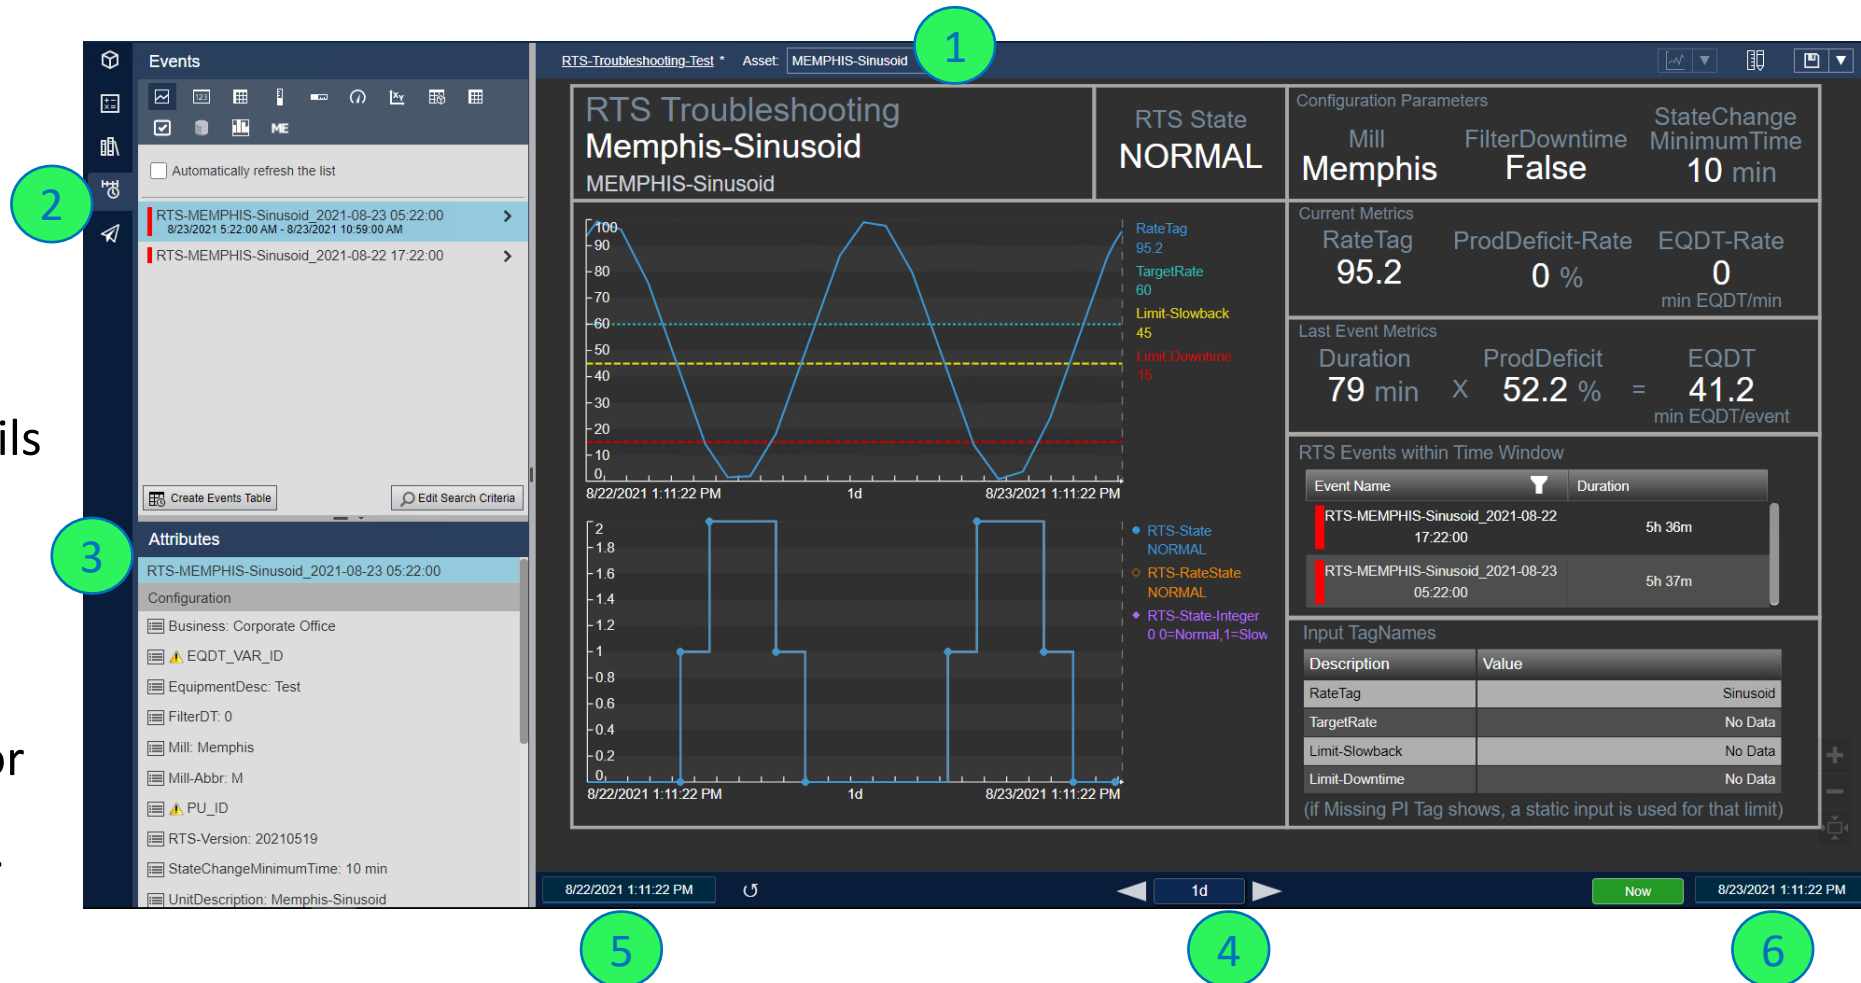 1
2
3
4
5
6
ils
or
.
Events
123
XY
ME
Automatically refresh the list
RTS-MEMPHIS-Sinusoid_2021-08-23 05:22:00
8/23/2021 5:22:00 AM - 8/23/2021 10:59:00 AM
RTS-MEMPHIS-Sinusoid_2021-08-22 17:22:00
Create Events Table
Edit Search Criteria
Attributes
RTS-MEMPHIS-Sinusoid_2021-08-23 05:22:00
Configuration
Business: Corporate Office
EQDT_VAR_ID
EquipmentDesc: Test
FilterDT: 0
Mill: Memphis
Mill-Abbr: M
PU_ID
RTS-Version: 20210519
StateChangeMinimumTime: 10 min
UnitDescription: Memphis-Sinusoid
RTS-Troubleshooting-Test * Asset: MEMPHIS-Sinusoid
RTS Troubleshooting
Memphis-Sinusoid
MEMPHIS-Sinusoid
RTS State
NORMAL
Configuration Parameters
Mill
Memphis
FilterDowntime
False
StateChange
MinimumTime
10 min
100
90
80
70
60
50
40
30
20
10
0
8/22/2021 1:11:22 PM 1d 8/23/2021 1:11:22 PM
RateTag
95.2
TargetRate
60
Limit-Slowback
45
Limit-Downtime
15
2
1.8
1.6
1.4
1.2
1
0.8
0.6
0.4
0.2
0
8/22/2021 1:11:22 PM 1d 8/23/2021 1:11:22 PM
RTS-State
NORMAL
RTS-RateState
NORMAL
RTS-State-Integer
0 0=Normal,1=Slow
Current Metrics
RateTag
95.2
ProdDeficit-Rate
0 %
EQDT-Rate
0
min EQDT/min
Last Event Metrics
Duration ProdDeficit EQDT
79 min X 52.2 % = 41.2
min EQDT/event
RTS Events within Time Window
Event Name Duration
RTS-MEMPHIS-Sinusoid_2021-08-22
17:22:00
5h 36m
RTS-MEMPHIS-Sinusoid_2021-08-23
05:22:00
5h 37m
Input TagNames
Description Value
RateTag Sinusoid
TargetRate No Data
Limit-Slowback No Data
Limit-Downtime No Data
(if Missing PI Tag shows, a static input is used for that limit)
8/22/2021 1:11:22 PM
1d
Now
8/23/2021 1:11:22 PM